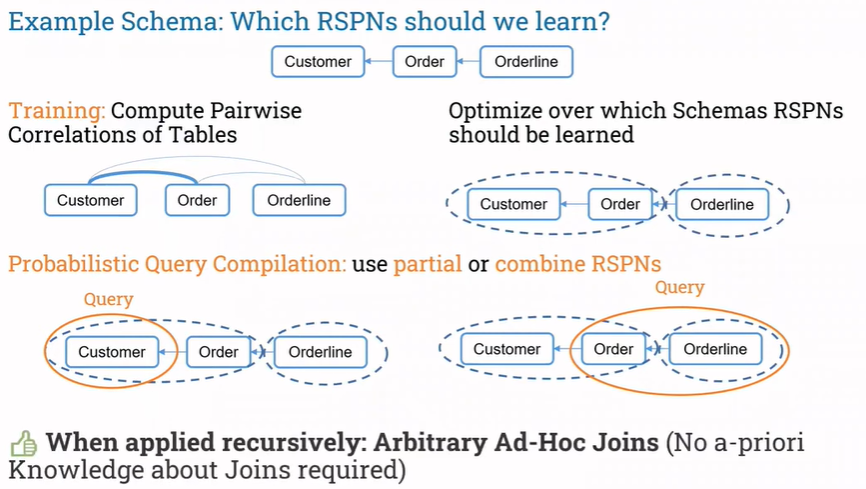 Example Schema: Which RSPNs should we learn?
Customer Order Orderline
Training: Compute Pairwise
Correlations of Tables
Customer Order Orderline
Optimize over which Schemas RSPNs
should be learned
Customer Order Orderline
Probabilistic Query Compilation: use partial or combine RSPNs
Query
Customer Order Orderline
Query
Customer Order Orderline
When applied recursively: Arbitrary Ad-Hoc Joins (No a-priori
Knowledge about Joins required)